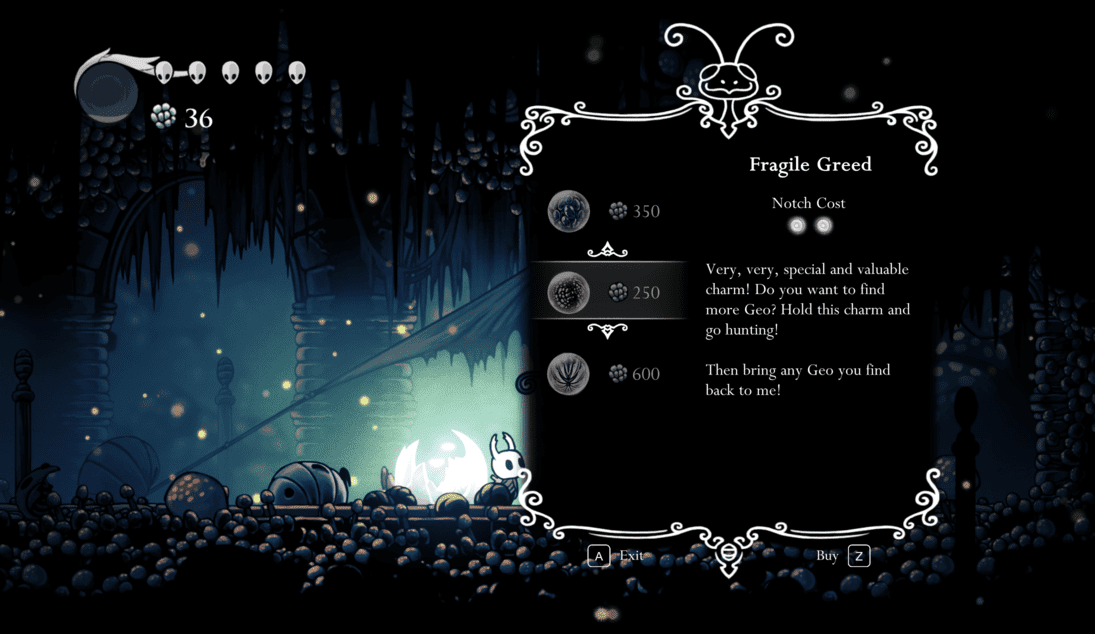 36
Fragile Greed
Notch Cost
350
250
600
Very, very, special and valuable
charm! Do you want to find
more Geo? Hold this charm and
go hunting!
Then bring any Geo you find
back to me!
A Exit
Buy Z